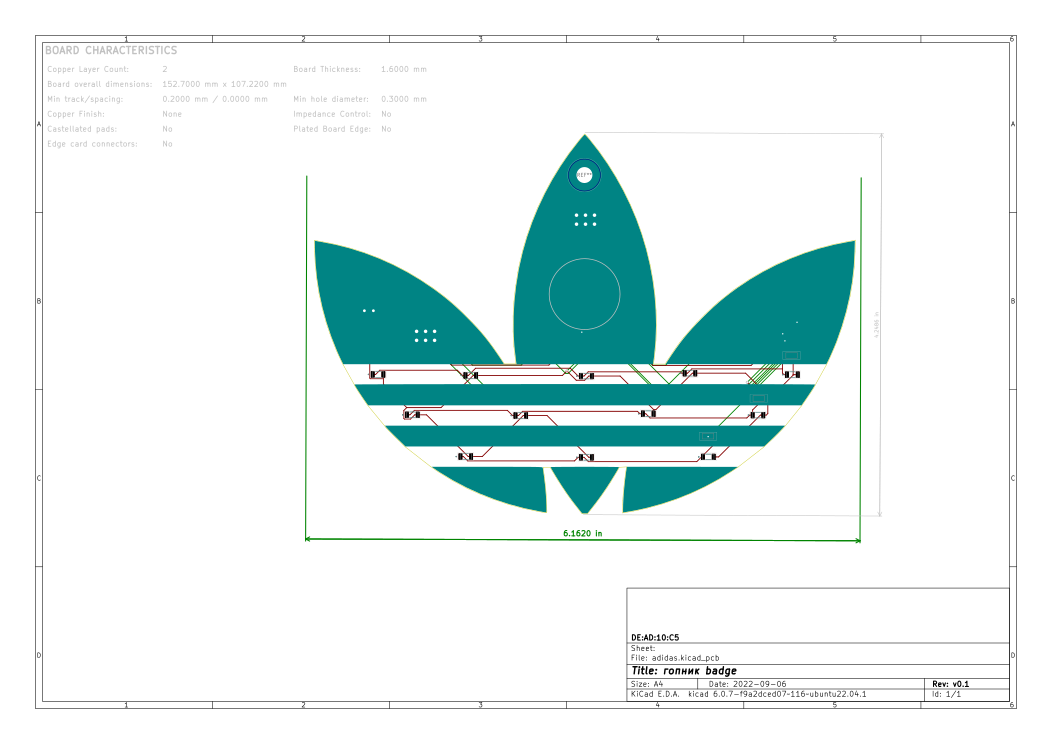 1 2 3 4 5 6
BOARD CHARACTERISTICS
Copper Layer Count: 2 Board Thickness: 1.6000 mm
Board overall dimensions: 152.7000 mm x 107.2200 mm
Min track/spacing: 0.2000 mm / 0.0000 mm Min hole diameter: 0.3000 mm
Copper Finish: None Impedance Control: No
A A
Castellated pads: No Plated Board Edge: No
Edge card connectors: No
REF**
B B
C C
6.1620 in
DE:AD:10:C5
Sheet:
D D
File: adidas.kicad_pcb
Title: гопник badge
Size: A4 Date: 2022-09-06 Rev: v0.1
KiCad E.D.A. kicad 6.0.7-f9a2dced07-116-ubuntu22.04.1 Id: 1/1
1 2 3 4 5 6